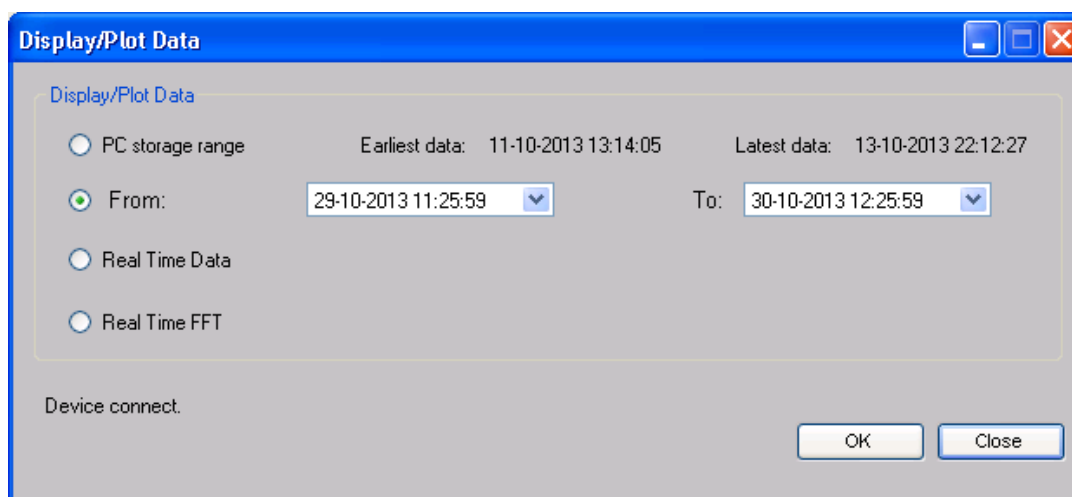 Display/Plot Data
Display/Plot Data
PC storage range Earliest data: 11-10-2013 13:14:05 Latest data: 13-10-2013 22:12:27
From: 29-10-2013 11:25:59 To: 30-10-2013 12:25:59
Real Time Data
Real Time FFT
Device connect.
OK Close